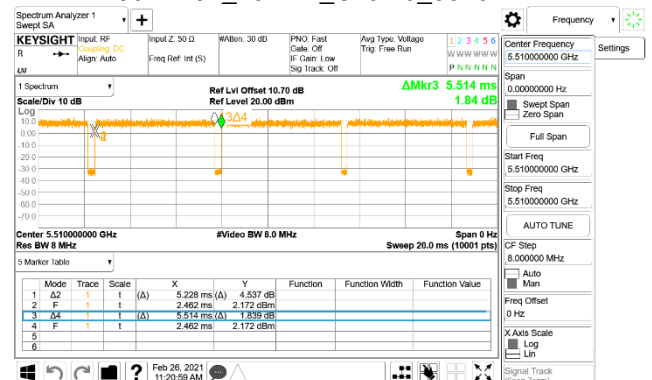 Spectrum Analyzer 1
Swept SA
+
Frequency
KEYSIGHT
Input: RF
Coupling: DC
Align: Auto
Input Z: 50 Ω
Freq Ref: Int (S)
#Atten: 30 dB
PNO: Fast
Gate: Off
IF Gain: Low
Sig Track: Off
Avg Type: Voltage
Trig: Free Run
1 2 3 4 5 6
W W W W W W
P N N N N N
R
Settings
Center Frequency
5.510000000 GHz
Span
0.00000000 Hz
Swept Span
Zero Span
Full Span
Start Freq
5.510000000 GHz
Stop Freq
5.510000000 GHz
AUTO TUNE
CF Step
8.000000 MHz
Auto
Man
Freq Offset
0 Hz
X Axis Scale
Log
Lin
Signal Track
1 Spectrum
Scale/Div 10 dB
Ref Lvl Offset 10.70 dB
Ref Level 20.00 dBm
ΔMkr3 5.514 ms
1.84 dB
Log
10.0
0.00
-10.0
-20.0
-30.0
-40.0
-50.0
-60.0
-70.0
3Δ4
Center 5.510000000 GHz
Res BW 8 MHz
#Video BW 8.0 MHz
Span 0 Hz
Sweep 20.0 ms (10001 pts)
5 Marker Table
Mode Trace Scale X Y Function Function Width Function Value
1 Δ2 1 t (Δ) 5.228 ms (Δ) 4.537 dB
2 F 1 t 2.462 ms 2.172 dBm
3 Δ4 1 t (Δ) 5.514 ms (Δ) 1.839 dB
4 F 1 t 2.462 ms 2.172 dBm
5
6
?
Feb 26, 2021
11:20:59 AM